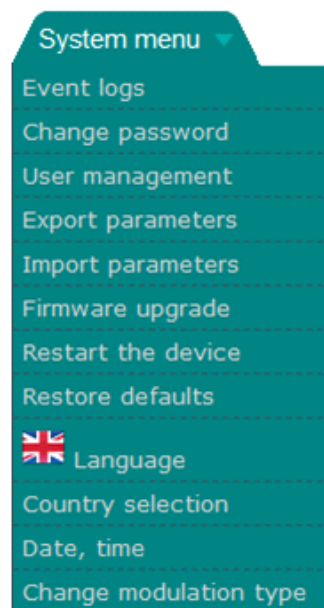 System menu
Event logs
Change password
User management
Export parameters
Import parameters
Firmware upgrade
Restart the device
Restore defaults
Language
Country selection
Date, time
Change modulation type